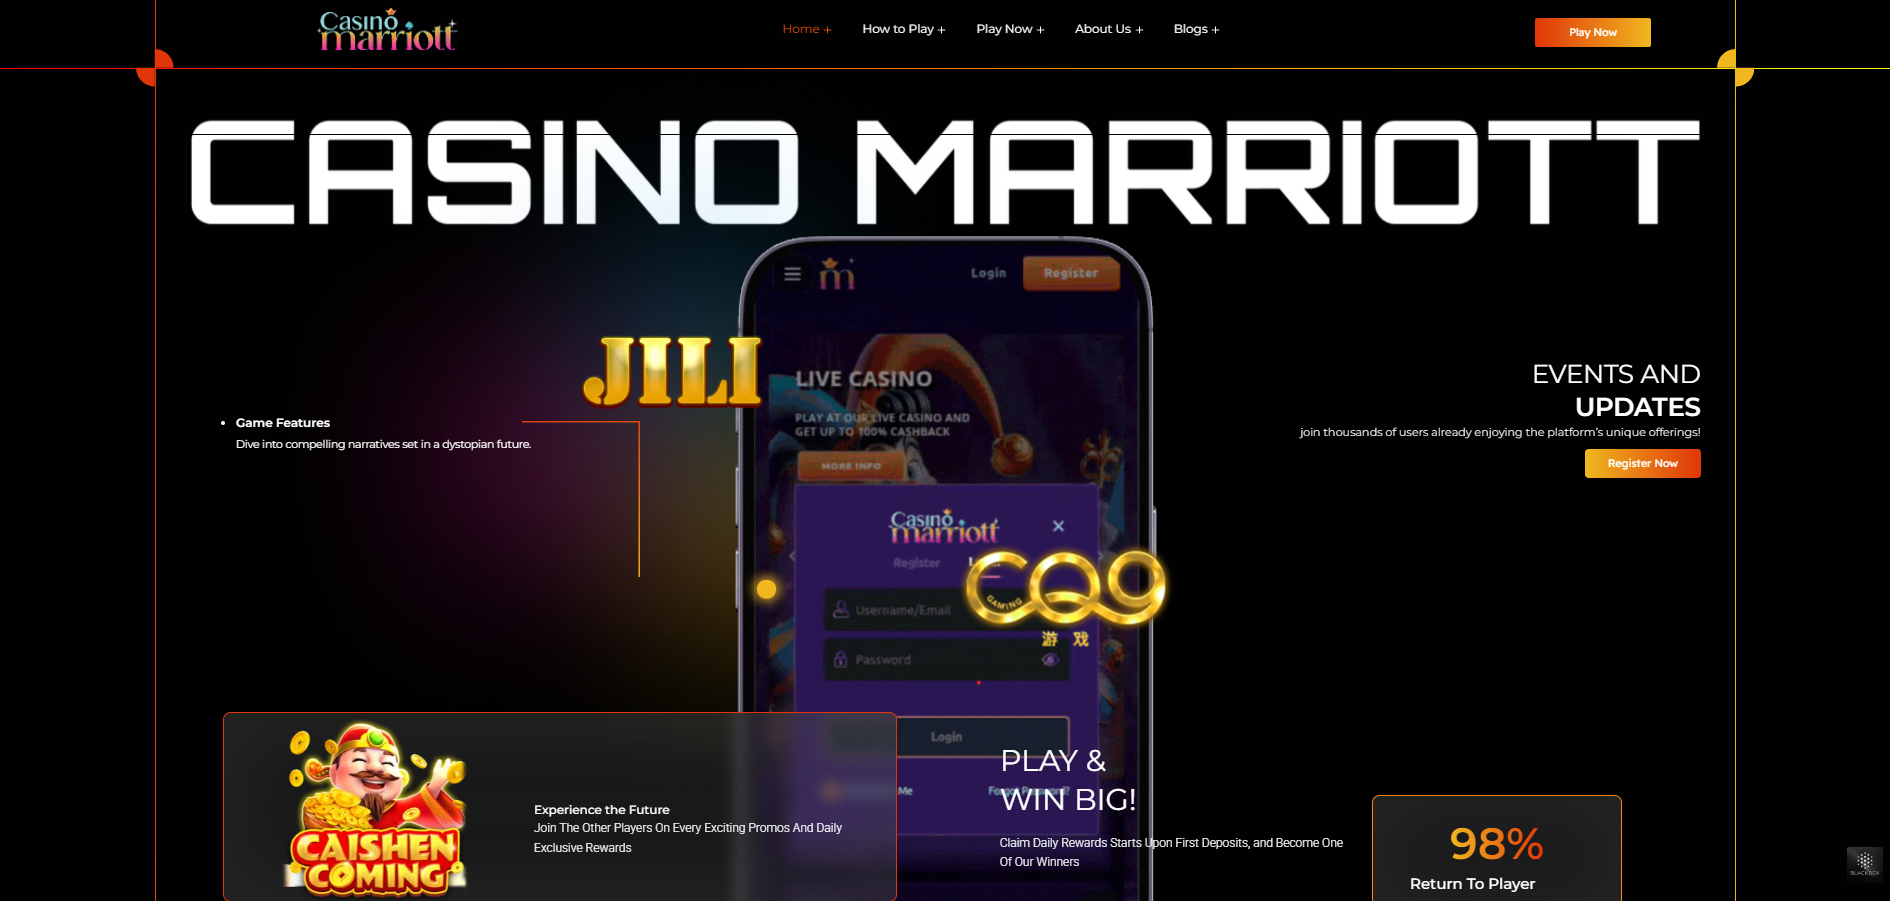 Casino
marriott
Home +
How to Play +
Play Now +
About Us +
Blogs +
Play Now
CASINO MARRIOTT
m
Login
Register
JILI
LIVE CASINO
PLAY AT OUR LIVE CASINO AND
GET UP TO 100% CASHBACK
MORE INFO
Game Features
Dive into compelling narratives set in a dystopian future.
EVENTS AND
UPDATES
join thousands of users already enjoying the platform's unique offerings!
Register Now
Casino
marriott
Register
CQ9
GAMING
游戏
Username/Email
Password
Login
Me
Forgot Password?
CAISHEN
COMING
Experience the Future
Join The Other Players On Every Exciting Promos And Daily
Exclusive Rewards
PLAY &
WIN BIG!
Claim Daily Rewards Starts Upon First Deposits, and Become One
Of Our Winners
98%
Return To Player
BLACKBOX